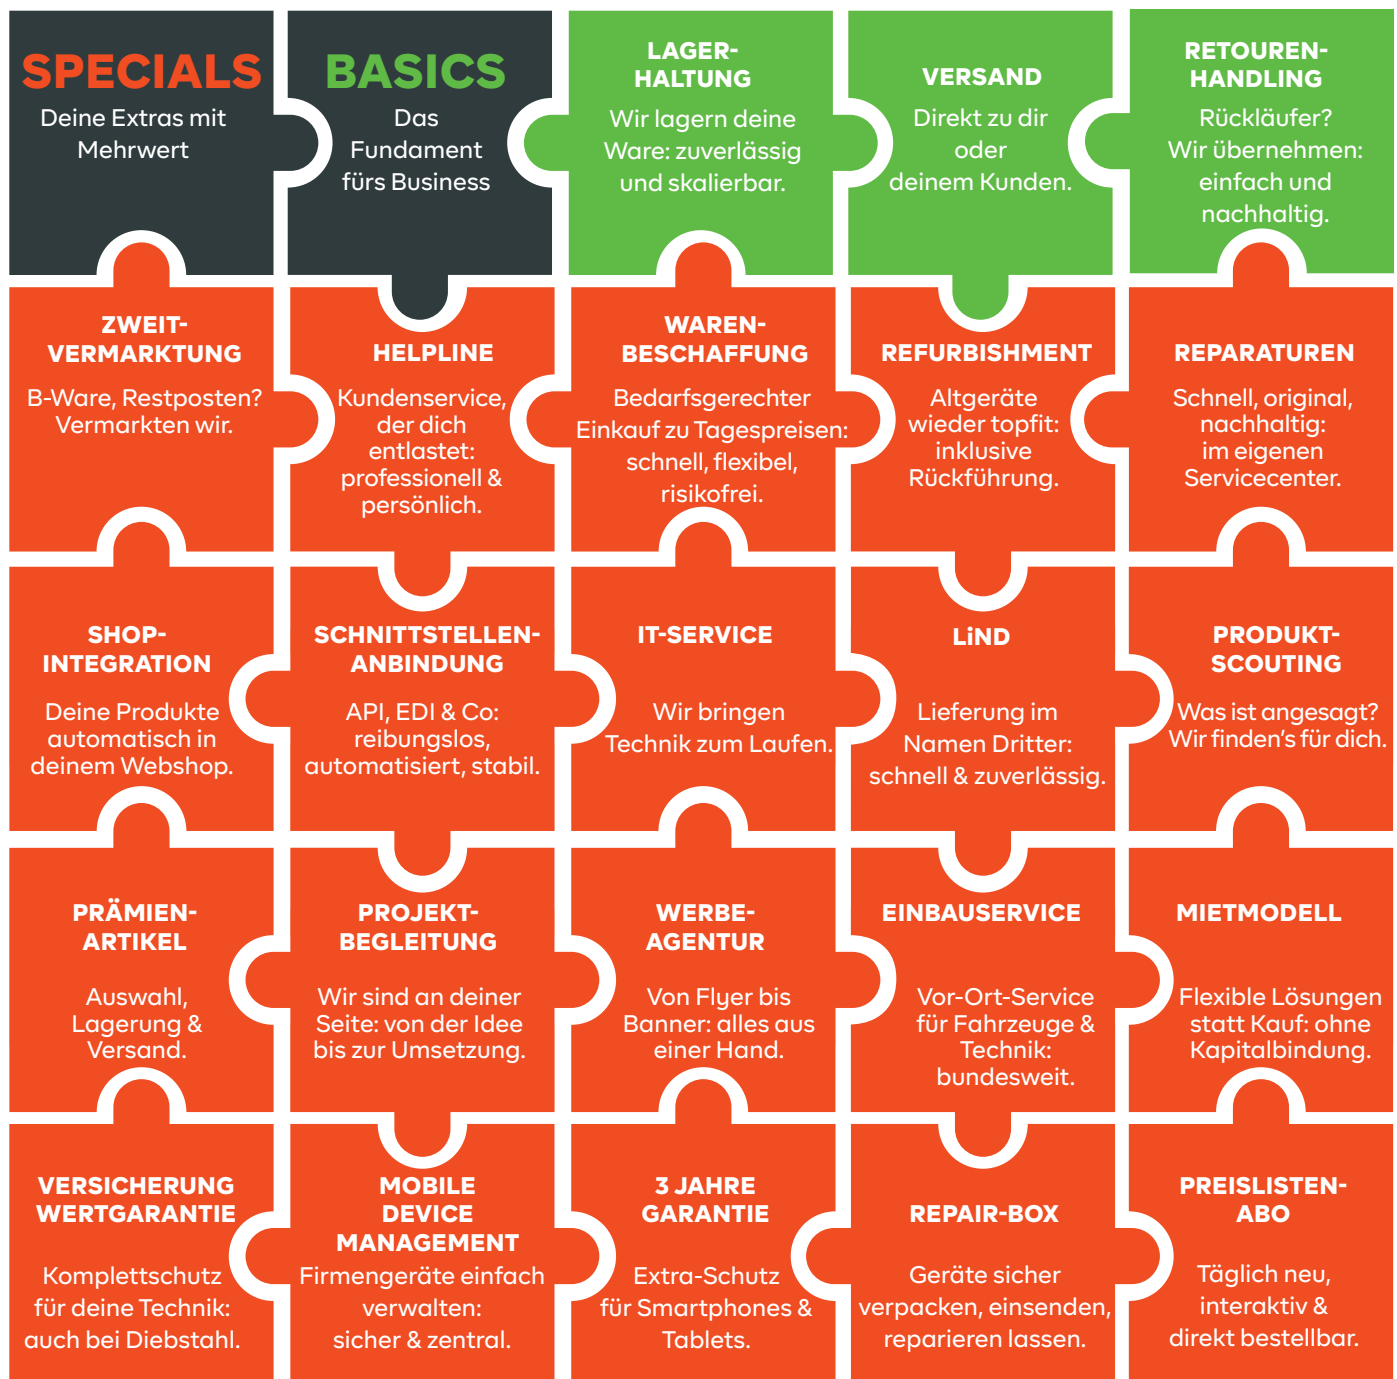 SPECIALS
Deine Extras mit
Mehrwert
BASICS
Das
Fundament
fürs Business
LAGER-
HALTUNG
Wir lagern deine
Ware: zuverlässig
und skalierbar.
VERSAND
Direkt zu dir
oder
deinem Kunden.
RETOUREN-
HANDLING
Rückläufer?
Wir übernehmen:
einfach und
nachhaltig.
ZWEIT-
VERMARKTUNG
B-Ware, Restposten?
Vermarkten wir.
HELPLINE
Kundenservice,
der dich
entlastet:
professionell &
persönlich.
WAREN-
BESCHAFFUNG
Bedarfsgerechter
Einkauf zu Tagespreisen:
schnell, flexibel,
risikofrei.
REFURBISHMENT
Altgeräte
wieder topfit:
inklusive
Rückführung.
REPARATUREN
Schnell, original,
nachhaltig:
im eigenen
Servicecenter.
SHOP-
INTEGRATION
Deine Produkte
automatisch in
deinem Webshop.
SCHNITTSTELLEN-
ANBINDUNG
API, EDI & Co:
reibungslos,
automatisiert, stabil.
IT-SERVICE
Wir bringen
Technik zum Laufen.
LiND
Lieferung im
Namen Dritter:
schnell & zuverlässig.
PRODUKT-
SCOUTING
Was ist angesagt?
Wir finden's für dich.
PRÄMIEN-
ARTIKEL
Auswahl,
Lagerung &
Versand.
PROJEKT-
BEGLEITUNG
Wir sind an deiner
Seite: von der Idee
bis zur Umsetzung.
WERBE-
AGENTUR
Von Flyer bis
Banner: alles aus
einer Hand.
EINBAUSERVICE
Vor-Ort-Service
für Fahrzeuge &
Technik:
bundesweit.
MIETMODELL
Flexible Lösungen
statt Kauf: ohne
Kapitalbindung.
VERSICHERUNG
WERTGARANTIE
Komplettschutz
für deine Technik:
auch bei Diebstahl.
MOBILE
DEVICE
MANAGEMENT
Firmengeräte einfach
verwalten:
sicher & zentral.
3 JAHRE
GARANTIE
Extra-Schutz
für Smartphones &
Tablets.
REPAIR-BOX
Geräte sicher
verpacken, einsenden,
reparieren lassen.
PREISLISTEN-
ABO
Täglich neu,
interaktiv &
direkt bestellbar.